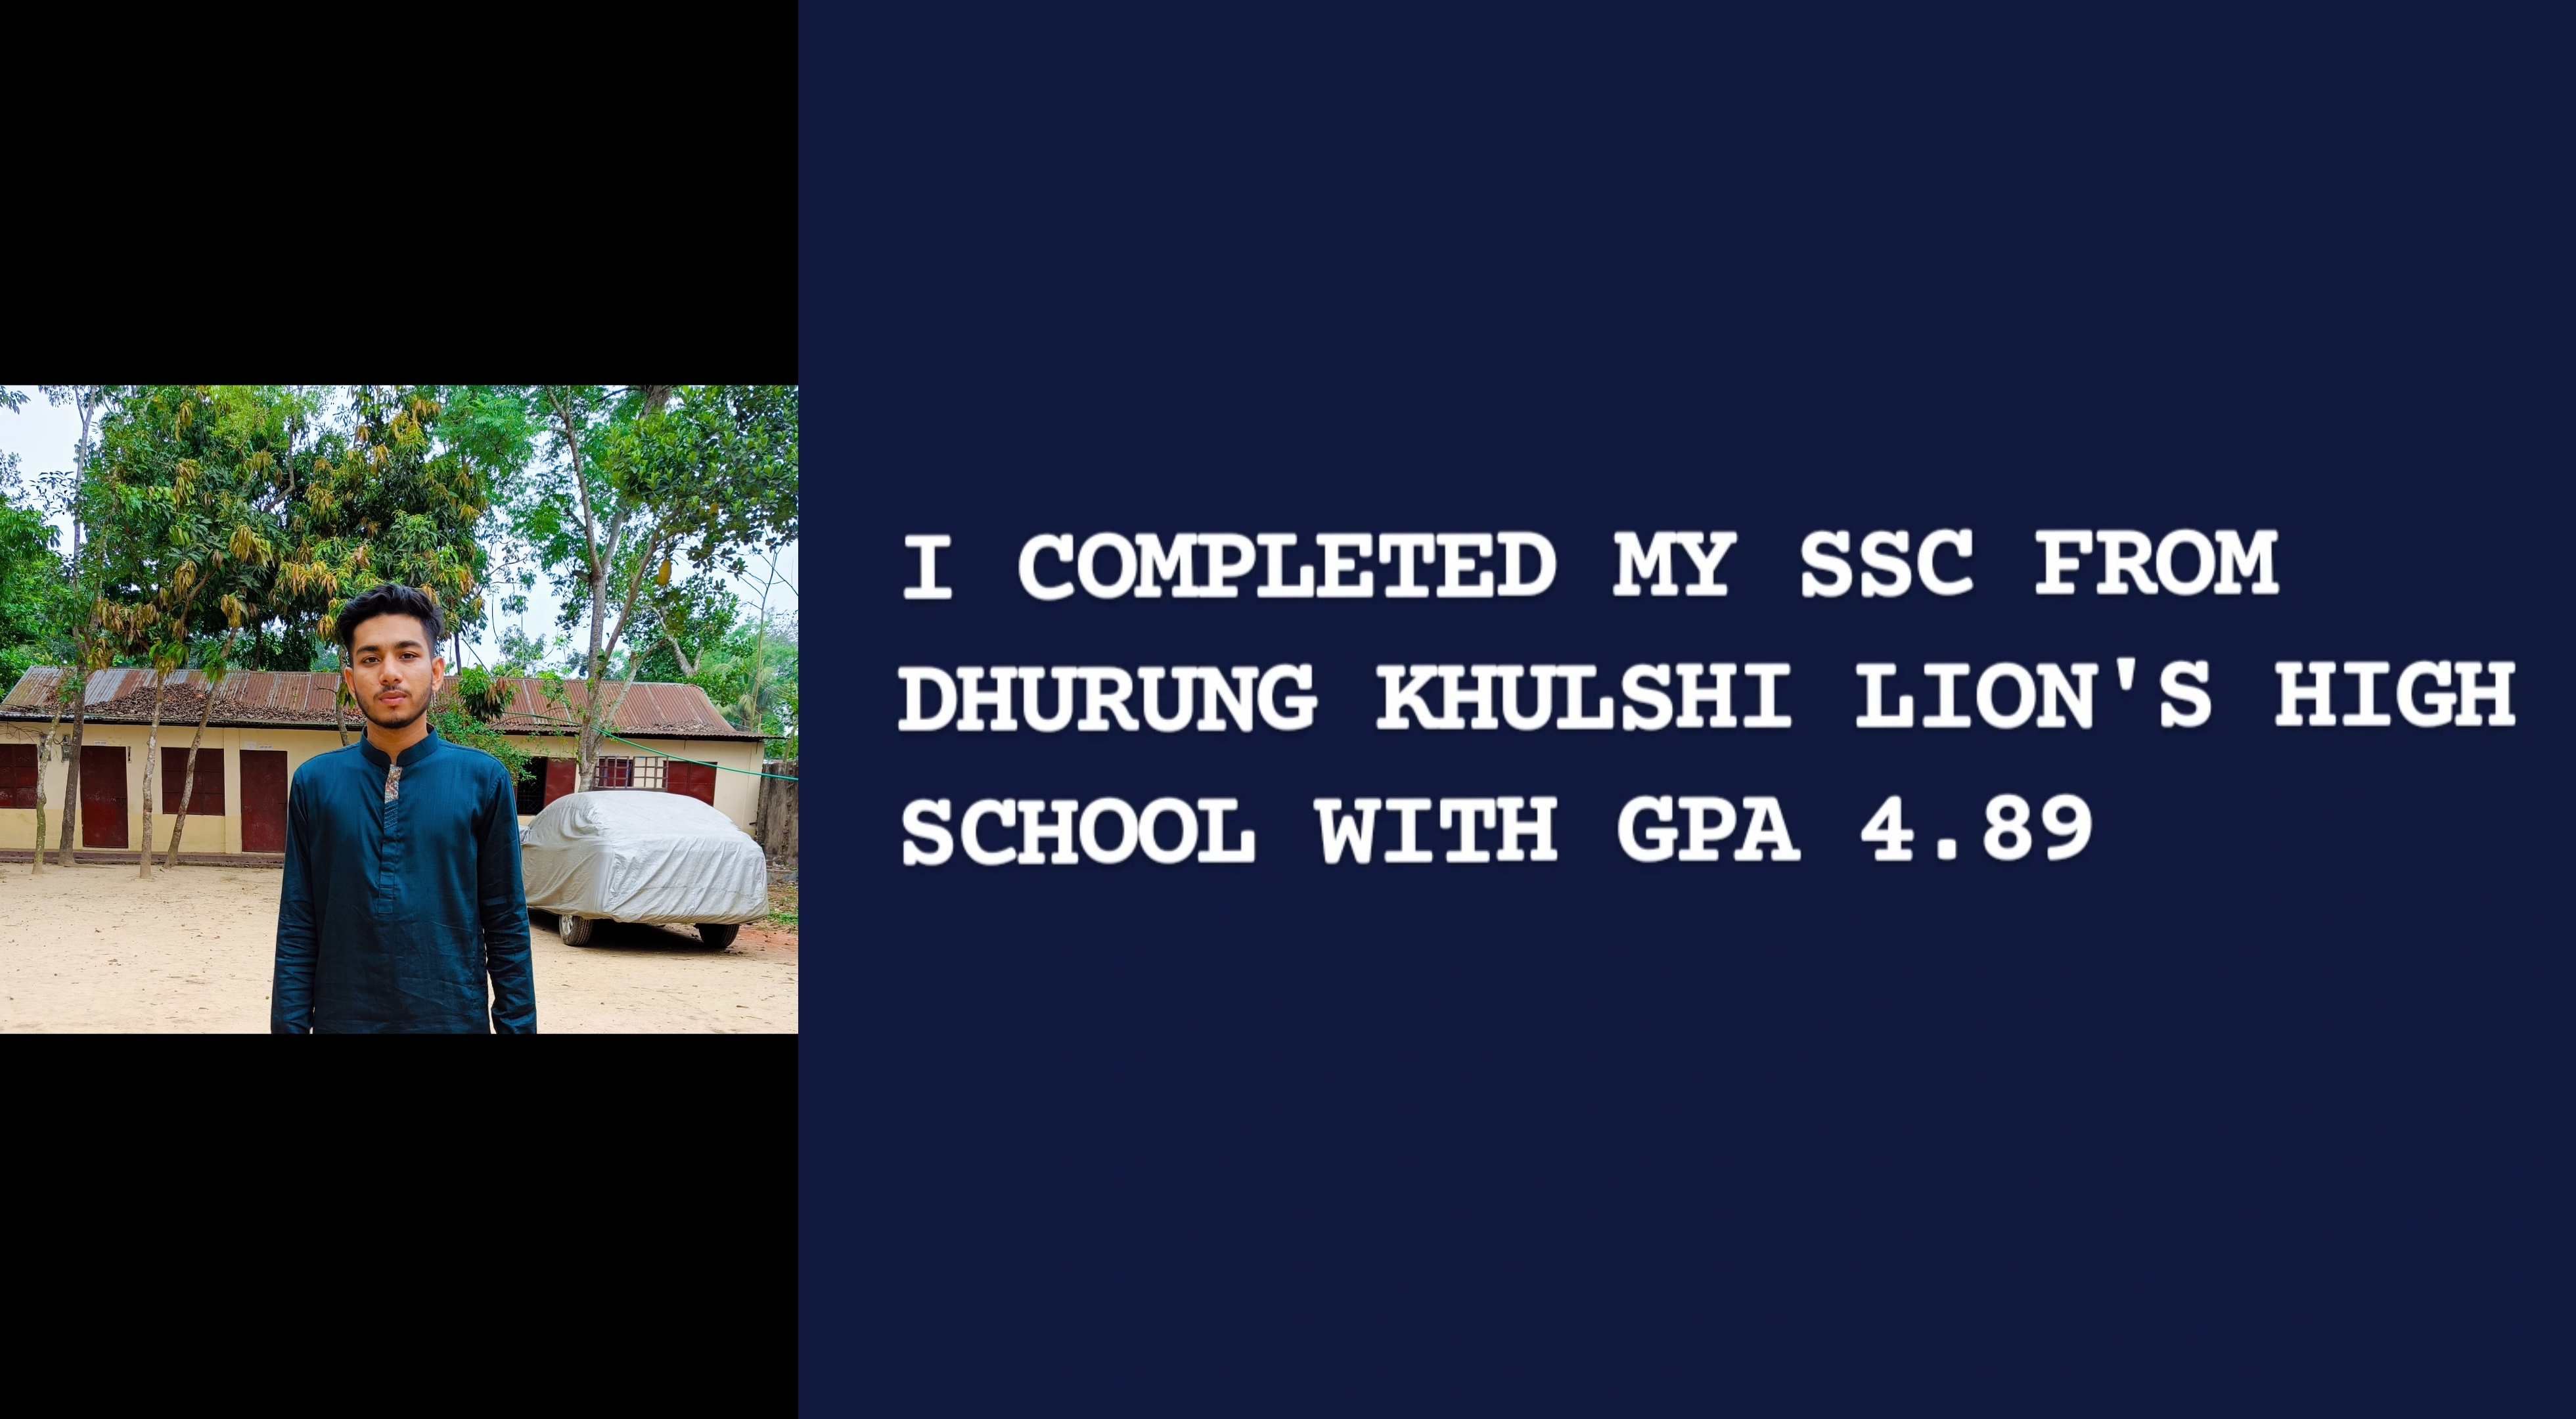 I COMPLETED MY SSC FROM
DHURUNG KHULSHI LION'S HIGH
SCHOOL WITH GPA 4.89